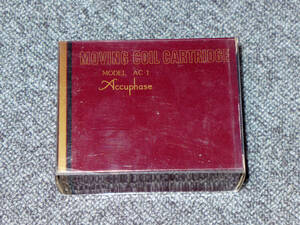 MOVING COIL CARTRIDGE
MODEL AC-1
Accuphase